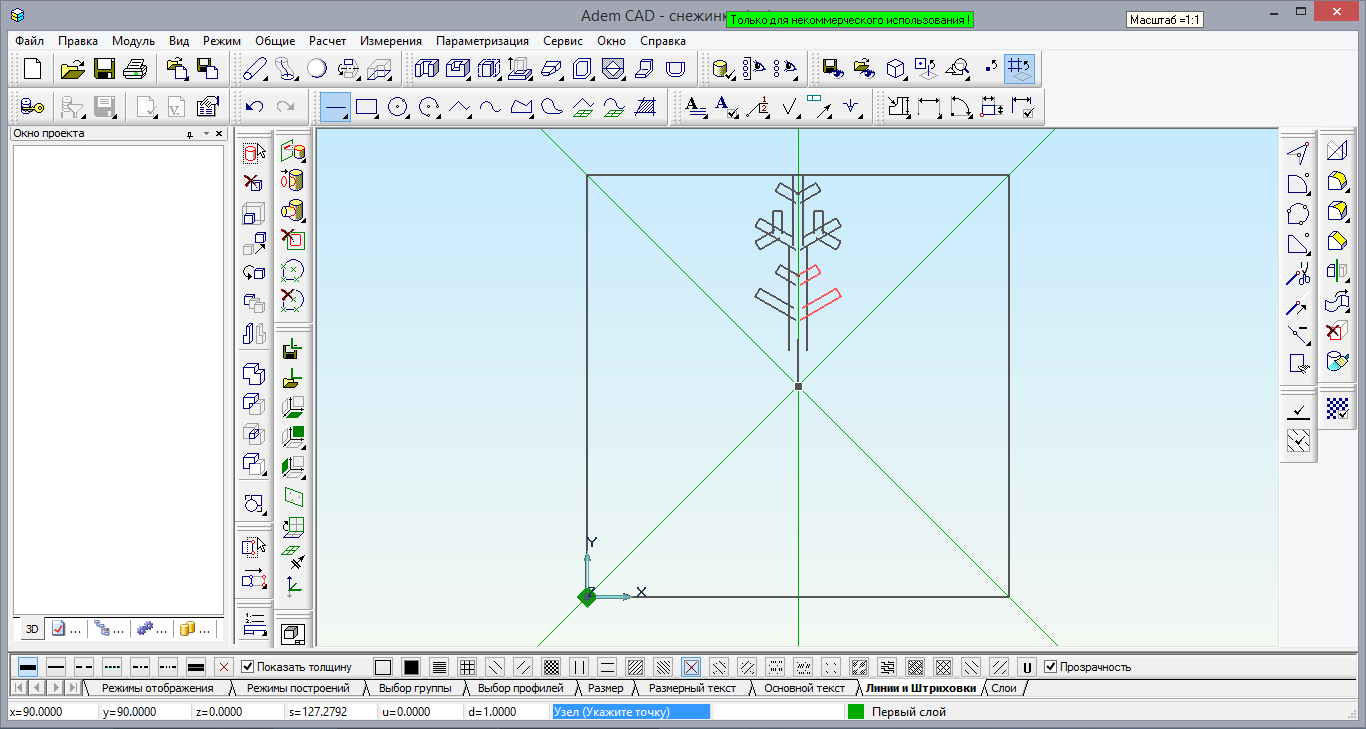 Adem CAD - снежинк
Только для некоммерческого использования !
Масштаб =1:1
Файл Правка Модуль Вид Режим Общие Расчет Измерения Параметризация Сервис Окно Справка
Окно проекта
Y
Z X
3D ... ... ... ...
Показать толщину U Прозрачность
Режимы отображения Режимы построений Выбор группы Выбор профилей Размер Размерный текст Основной текст Линии и Штриховки Слои
x=90.0000 y=90.0000 z=0.0000 s=127.2792 u=0.0000 d=1.0000 Узел (Укажите точку) Первый слой